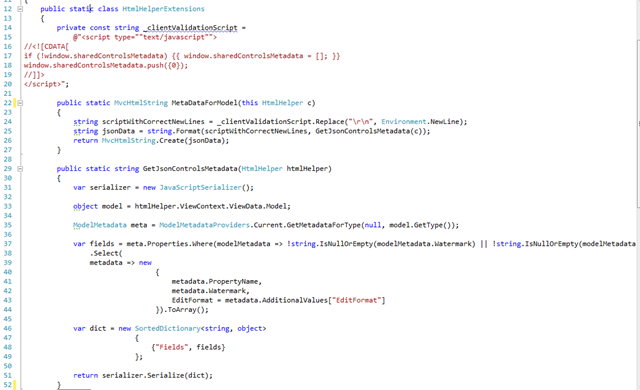 11 {
12 public static class HtmlHelperExtensions
13 {
14 private const string _clientValidationScript =
15 @"<script type=""text/javascript"">
16 //<![CDATA[
17 if (!window.sharedControlsMetadata) {{ window.sharedControlsMetadata = []; }}
18 window.sharedControlsMetadata.push({0});
19 //]]>
20 </script>";
21
22 public static MvcHtmlString MetaDataForModel(this HtmlHelper c)
23 {
24 string scriptWithCorrectNewLines = _clientValidationScript.Replace("\r\n", Environment.NewLine);
25 string jsonData = string.Format(scriptWithCorrectNewLines, GetJsonControlsMetadata(c));
26 return MvcHtmlString.Create(jsonData);
27 }
28
29 public static string GetJsonControlsMetadata(HtmlHelper htmlHelper)
30 {
31 var serializer = new JavaScriptSerializer();
32
33 object model = htmlHelper.ViewContext.ViewData.Model;
34
35 ModelMetadata meta = ModelMetadataProviders.Current.GetMetadataForType(null, model.GetType());
36
37 var fields = meta.Properties.Where(modelMetadata => !string.IsNullOrEmpty(modelMetadata.Watermark) || !string.IsNullOrEmpty(modelMetadata
38 .Select(
39 metadata => new
40 {
41 metadata.PropertyName,
42 metadata.Watermark,
43 EditFormat = metadata.AdditionalValues["EditFormat"]
44 }).ToArray();
45
46 var dict = new SortedDictionary<string, object>
47 {
48 {"Fields", fields}
49 };
50
51 return serializer.Serialize(dict);
52 }